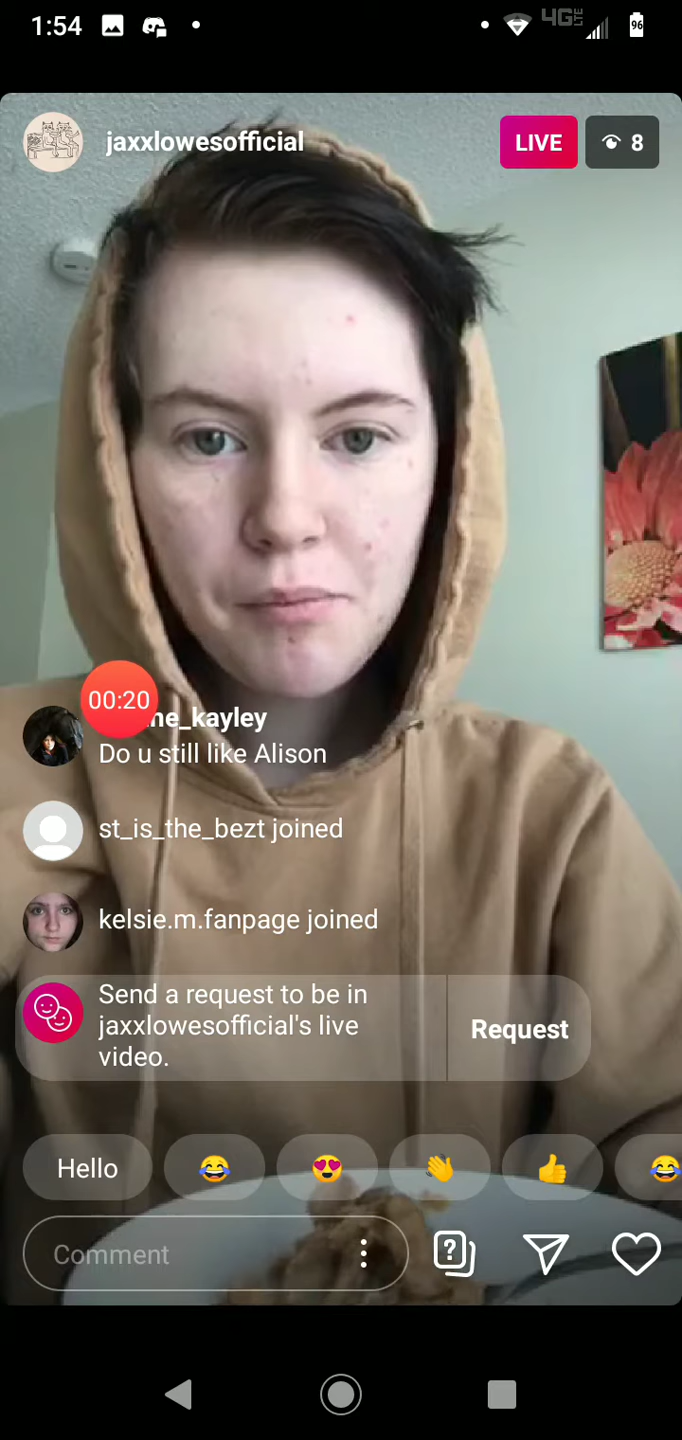 1:54
4G LTE
96
jaxxlowesofficial
LIVE
8
00:20
ne_kayley
Do u still like Alison
st_is_the_bezt joined
kelsie.m.fanpage joined
Send a request to be in
jaxxlowesofficial's live
video.
Request
Hello
Comment